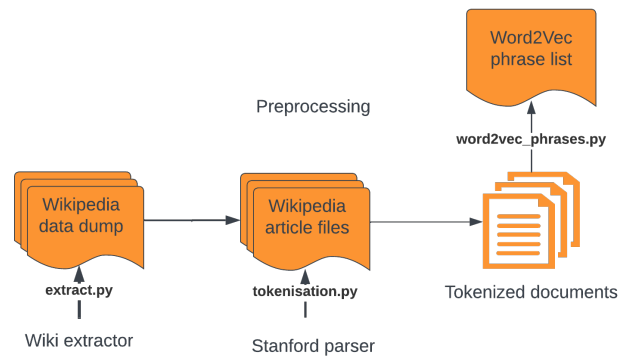 Word2Vec
phrase list
Preprocessing
word2vec_phrases.py
Wikipedia
data dump
Wikipedia
article files
extract.py
tokenisation.py
Tokenized documents
Wiki extractor
Stanford parser